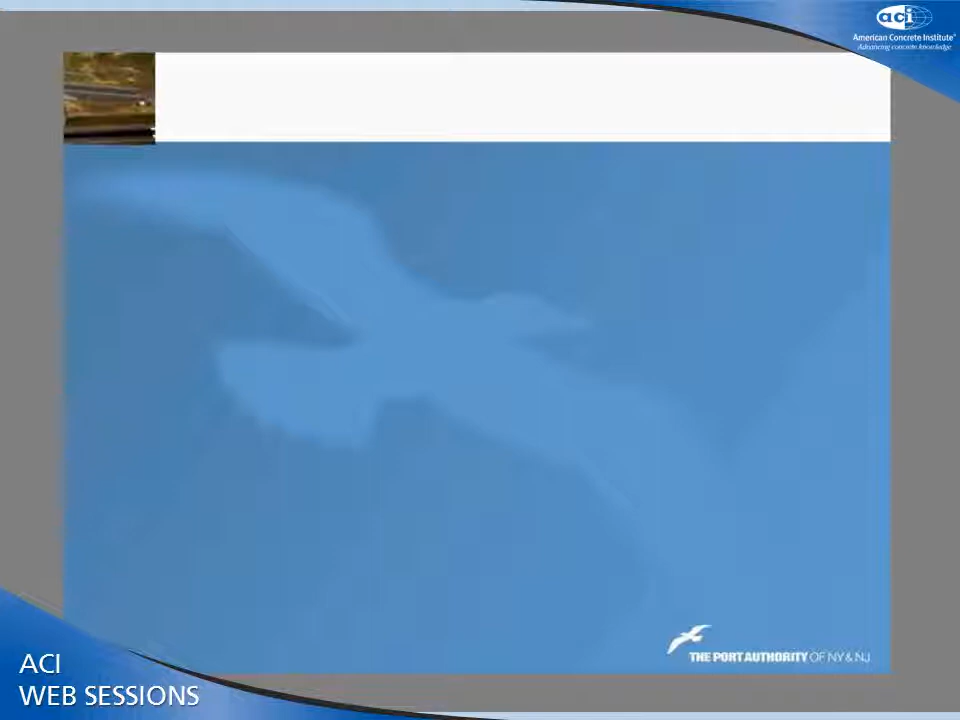 aci
American Concrete Institute®
Advancing concrete knowledge
THE PORT AUTHORITY OF NY & NJ
ACI
WEB SESSIONS